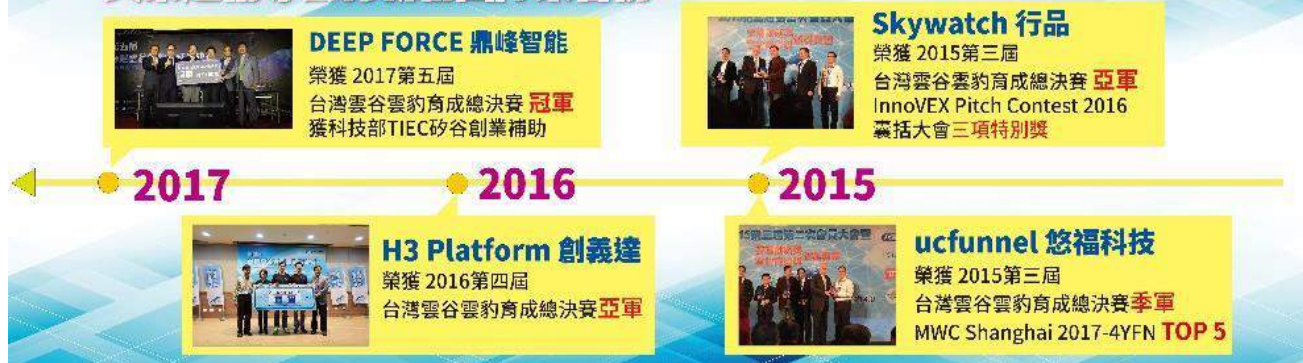 DEEP FORCE 鼎峰智能
榮獲 2017第五屆
台灣雲谷雲豹育成總決賽 冠軍
獲科技部TIEC矽谷創業補助
Skywatch 行品
榮獲 2015第三屆
台灣雲谷雲豹育成總決賽 亞軍
InnoVEX Pitch Contest 2016
囊括大會三項特別獎
2017
2016
2015
H3 Platform 創義達
榮獲 2016第四屆
台灣雲谷雲豹育成總決賽亞軍
ucfunnel 悠福科技
榮獲 2015第三屆
台灣雲谷雲豹育成總決賽季軍
MWC Shanghai 2017-4YFN TOP 5